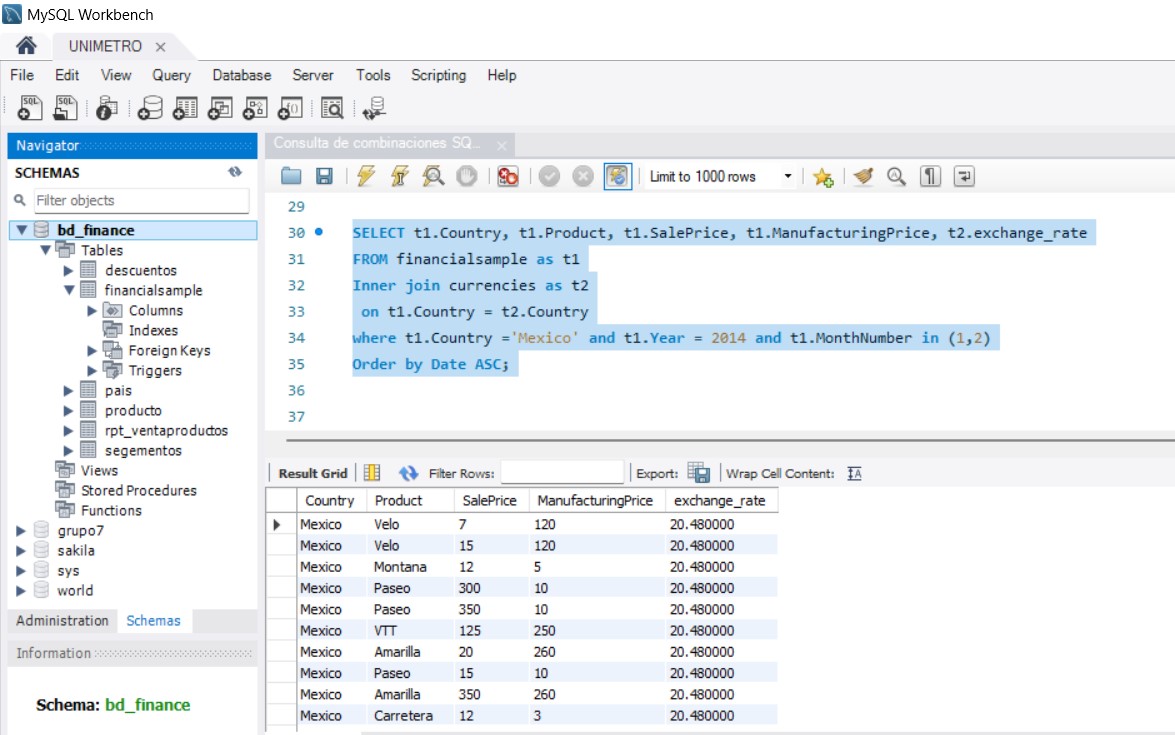 MySQL Workbench
UNIMETRO
File Edit View Query Database Server Tools Scripting Help
SQL SQL
Navigator
Consulta de combinaciones SQ...
SCHEMAS
Limit to 1000 rows
Filter objects
bd_finance
Tables
descuentos
financialsample
Columns
Indexes
Foreign Keys
Triggers
pais
producto
rpt_ventaproductos
segementos
Views
Stored Procedures
Functions
grupo7
sakila
sys
world
Administration Schemas
Information
Schema: bd_finance
29
30 SELECT t1.Country, t1.Product, t1.SalePrice, t1.ManufacturingPrice, t2.exchange_rate
31 FROM financialsample as t1
32 Inner join currencies as t2
33 on t1.Country = t2.Country
34 where t1.Country ='Mexico' and t1.Year = 2014 and t1.MonthNumber in (1,2)
35 Order by Date ASC;
36
37
Result Grid Filter Rows: Export: Wrap Cell Content: IA
Country Product SalePrice ManufacturingPrice exchange_rate
Mexico Velo 7 120 20.480000
Mexico Velo 15 120 20.480000
Mexico Montana 12 5 20.480000
Mexico Paseo 300 10 20.480000
Mexico Paseo 350 10 20.480000
Mexico VTT 125 250 20.480000
Mexico Amarilla 20 260 20.480000
Mexico Paseo 15 10 20.480000
Mexico Amarilla 350 260 20.480000
Mexico Carretera 12 3 20.480000